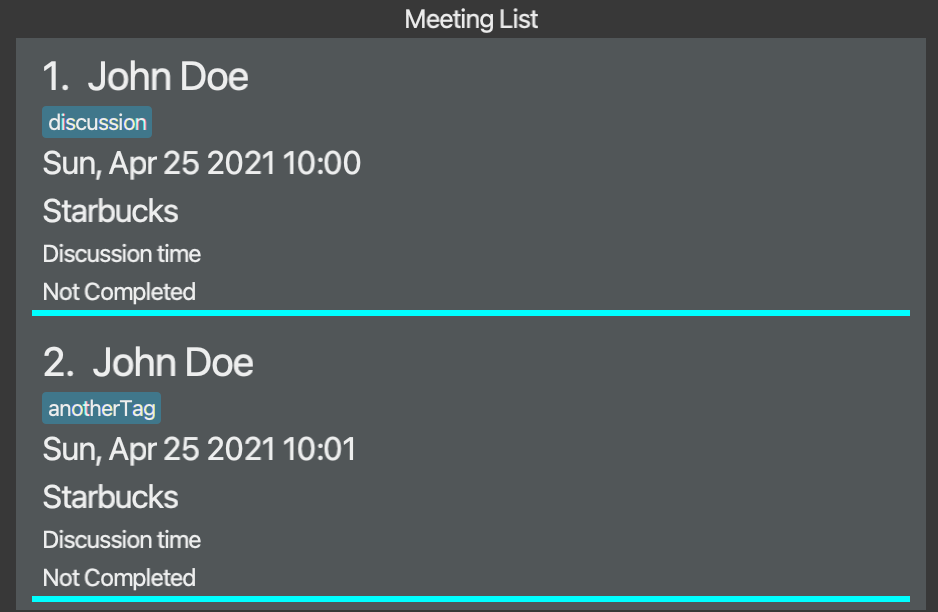 Meeting List
1. John Doe
discussion
Sun, Apr 25 2021 10:00
Starbucks
Discussion time
Not Completed
2. John Doe
anotherTag
Sun, Apr 25 2021 10:01
Starbucks
Discussion time
Not Completed